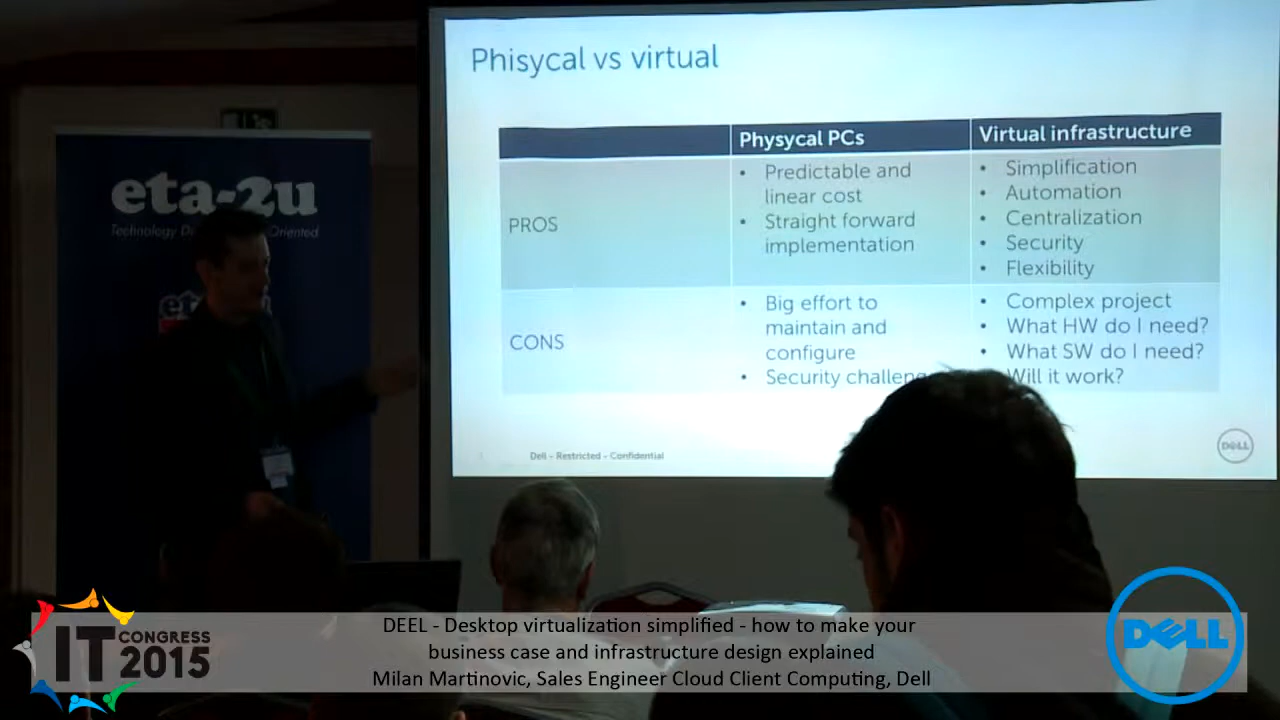 Phisycal vs virtual
Physycal PCs
Virtual infrastructure
PROS
• Predictable and
linear cost
• Straight forward
implementation
• Simplification
• Automation
• Centralization
• Security
• Flexibility
CONS
• Big effort to
maintain and
configure
• Security
• Complex project
• What HW do I need?
• What SW do I need?
Will it work?
Dell - Restricted - Confidential
DELL
eta-2u
IT CONGRESS
2015
DEEL - Desktop virtualization simplified - how to make your
business case and infrastructure design explained
Milan Martinovic, Sales Engineer Cloud Client Computing, Dell
DELL